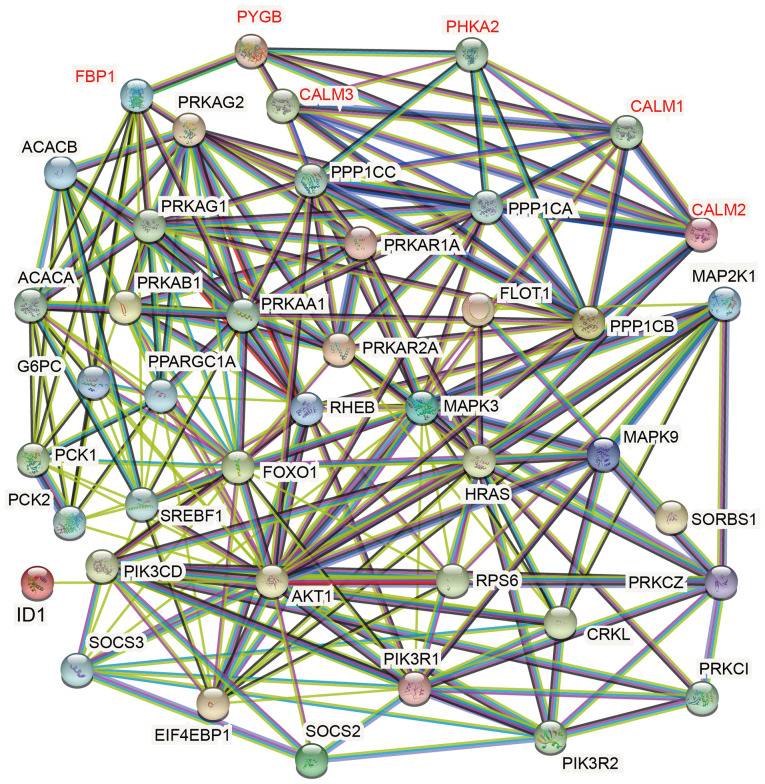 PYGB
PHKA2
FBP1
CALM3
PRKAG2
CALM1
ACACB
PPP1CC
PRKAG1
PPP1CA
CALM2
PRKAR1A
ACACA
PRKAB1
MAP2K1
FLOT1
PRKAA1
PPP1CB
PRKAR2A
G6PC
PPARGC1A
RHEB
MAPK3
MAPK9
PCK1
FOXO1
HRAS
PCK2
SREBF1
SORBS1
PIK3CD
RPS6
PRKCZ
AKT1
ID1
CRKL
SOCS3
PIK3R1
PRKCI
EIF4EBP1
SOCS2
PIK3R2